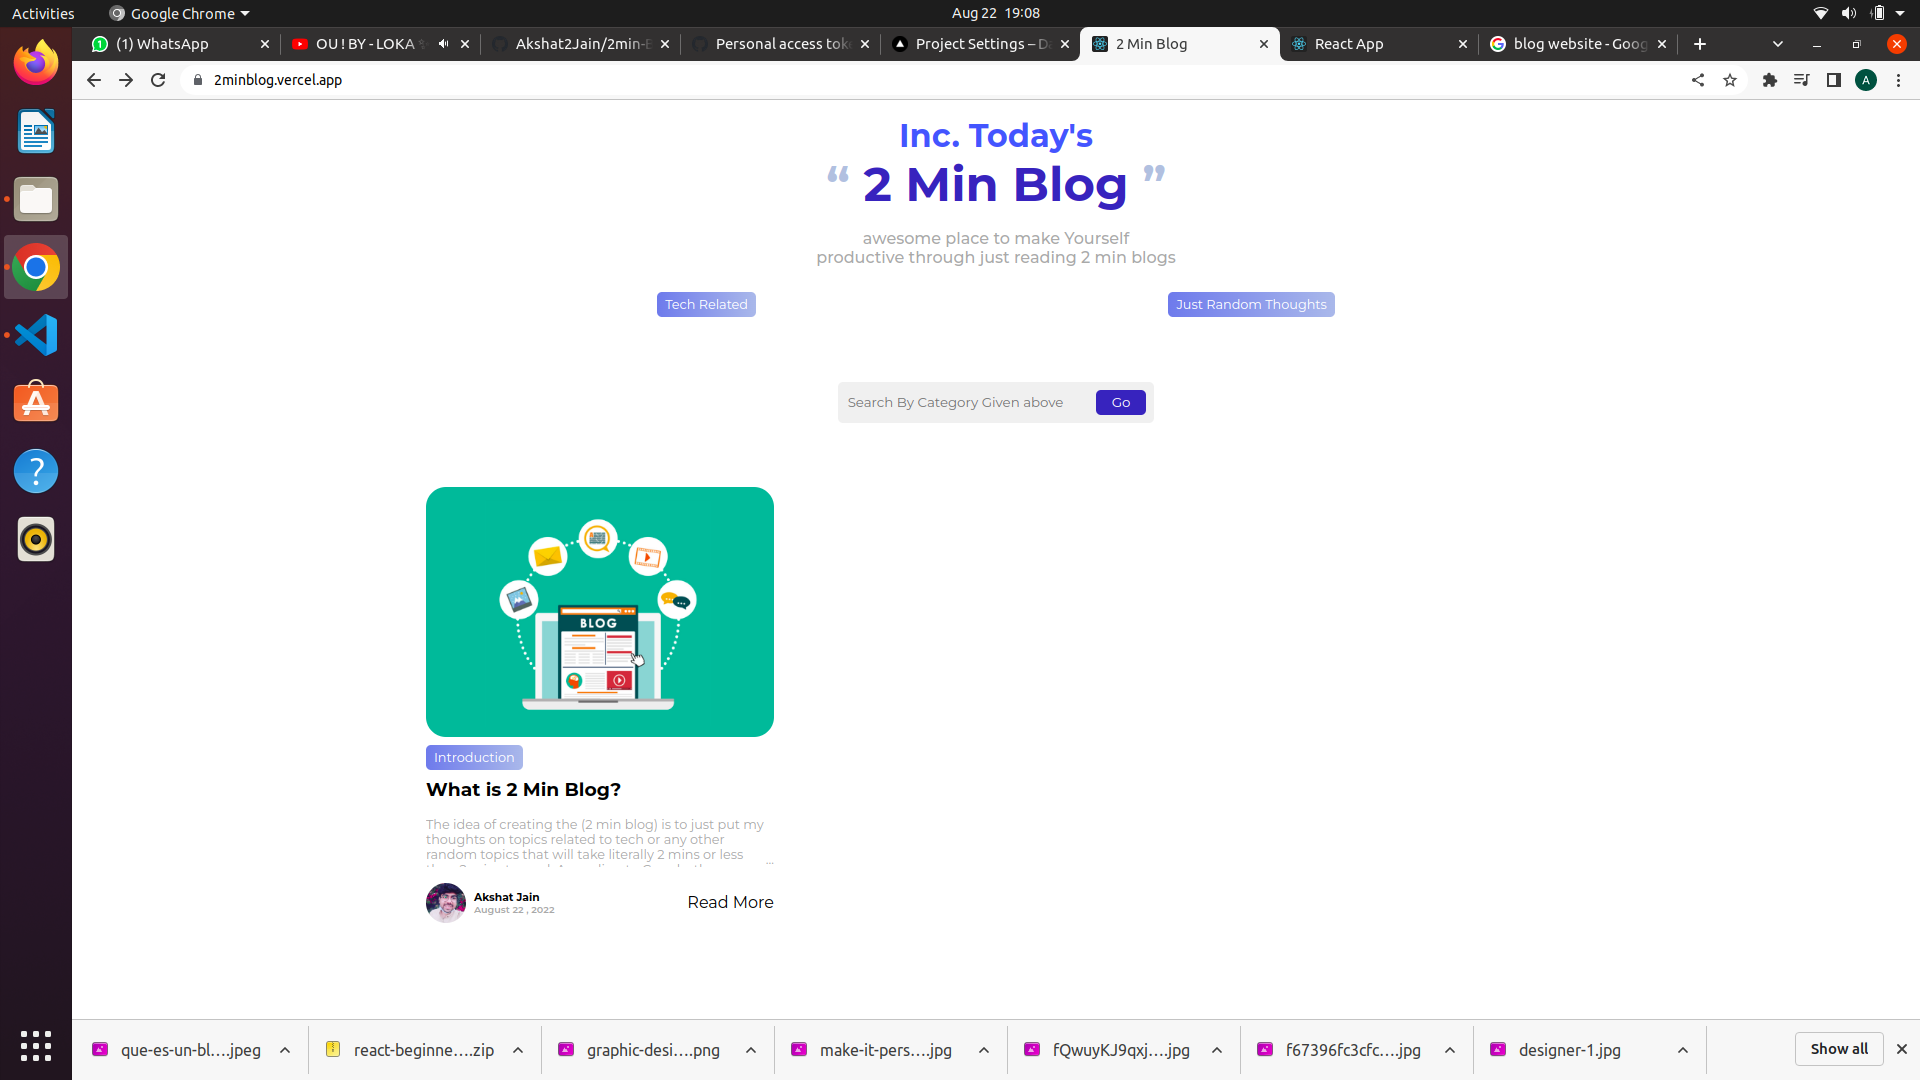 Activities
Google Chrome
Aug 22 19:08
(1) WhatsApp
OU ! BY - LOKA
Akshat2Jain/2min-B
Personal access tok
Project Settings – D
2 Min Blog
React App
blog website - Goog
2minblog.vercel.app
A
Inc. Today's
“ 2 Min Blog ”
awesome place to make Yourself
productive through just reading 2 min blogs
Tech Related
Just Random Thoughts
Search By Category Given above
Go
BLOG
Introduction
What is 2 Min Blog?
The idea of creating the (2 min blog) is to just put my
thoughts on topics related to tech or any other
random topics that will take literally 2 mins or less
...
Akshat Jain
August 22 , 2022
Read More
que-es-un-bl....jpeg
react-beginne....zip
graphic-desi....png
make-it-pers....jpg
fQwuyKJ9qxj....jpg
f67396fc3cfc....jpg
designer-1.jpg
Show all